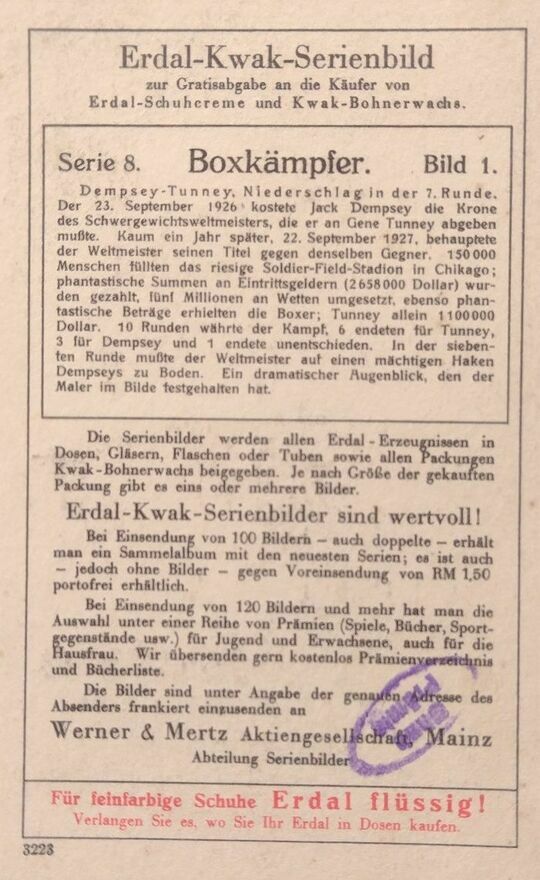 Erdal-Kwak-Serienbild
zur Gratisabgabe an die Käufer von
Erdal-Schuhcreme und Kwak-Bohnerwachs.
Serie 8. Boxkämpfer. Bild 1.
Dempsey-Tunney, Niederschlag in der 7. Runde.
Der 23. September 1926 kostete Jack Dempsey die Krone
des Schwergewichtsweltmeisters, die er an Gene Tunney abgeben
mußte. Kaum ein Jahr später, 22. September 1927, behauptete
der Weltmeister seinen Titel gegen denselben Gegner. 150000
Menschen füllten das riesige Soldier-Field-Stadion in Chikago;
phantastische Summen an Eintrittsgeldern (2658000 Dollar) wur-
den gezahlt, fünf Millionen an Wetten umgesetzt, ebenso phan-
tastische Beträge erhielten die Boxer; Tunney allein 1100000
Dollar. 10 Runden währte der Kampf, 6 endeten für Tunney,
3 für Dempsey und 1 endete unentschieden. In der sieben-
ten Runde mußte der Weltmeister auf einen mächtigen Haken
Dempseys zu Boden. Ein dramatischer Augenblick, den der
Maler im Bilde festgehalten hat.
Die Serienbilder werden allen Erdal-Erzeugnissen in
Dosen, Gläsern, Flaschen oder Tuben sowie allen Packungen
Kwak-Bohnerwachs beigegeben. Je nach Größe der gekauften
Packung gibt es eins oder mehrere Bilder.
Erdal-Kwak-Serienbilder sind wertvoll!
Bei Einsendung von 100 Bildern – auch doppelte – erhält
man ein Sammelalbum mit den neuesten Serien; es ist auch
– jedoch ohne Bilder – gegen Voreinsendung von RM 1,50
portofrei erhältlich.
Bei Einsendung von 120 Bildern und mehr hat man die
Auswahl unter einer Reihe von Prämien (Spiele, Bücher, Sport-
gegenstände usw.) für Jugend und Erwachsene, auch für die
Hausfrau. Wir übersenden gern kostenlos Prämienverzeichnis
und Bücherliste.
Die Bilder sind unter Angabe der genauen Adresse des
Absenders frankiert einzusenden an
Werner & Mertz Aktiengesellschaft, Mainz
Abteilung Serienbilder
Für feinfarbige Schuhe Erdal flüssig!
Verlangen Sie es, wo Sie Ihr Erdal in Dosen kaufen.
3223